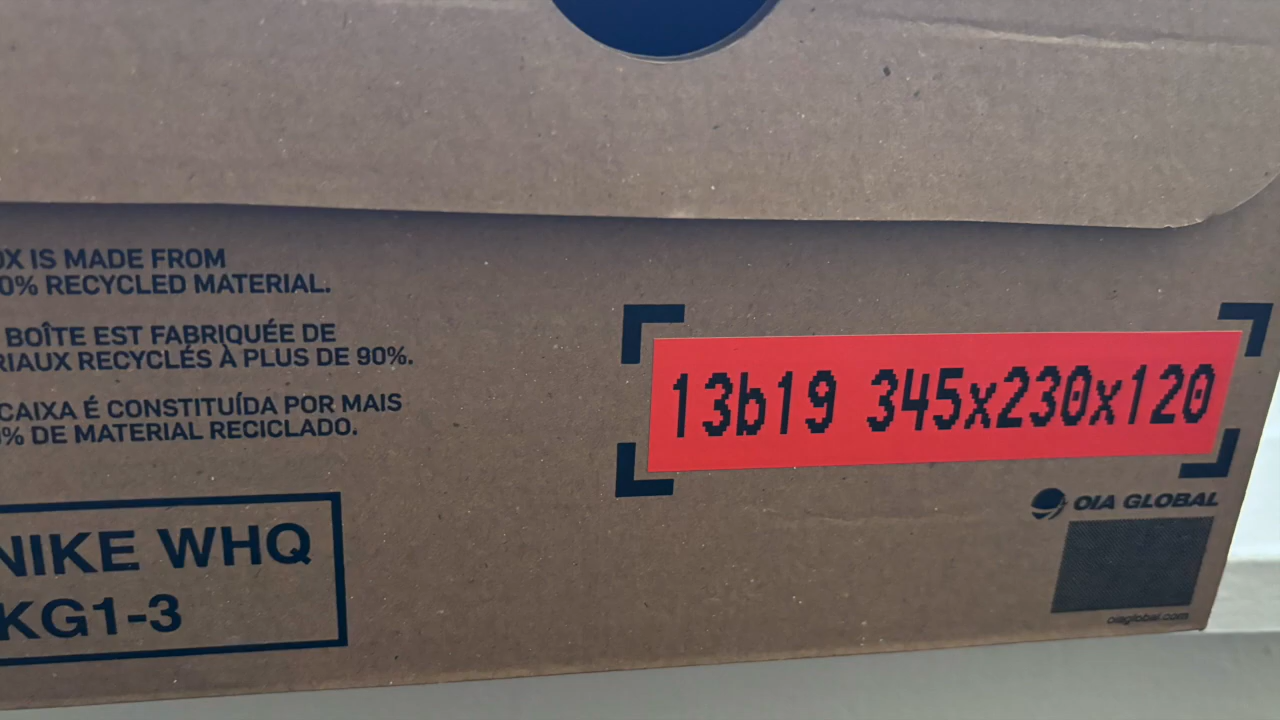 OX IS MADE FROM
0% RECYCLED MATERIAL.
BOÎTE EST FABRIQUÉE DE
RIAUX RECYCLÉS À PLUS DE 90%.
CAIXA É CONSTITUÍDA POR MAIS
% DE MATERIAL RECICLADO.
NIKE WHQ
KG1-3
13b19 345x230x120
OIA GLOBAL
oiaglobal.com